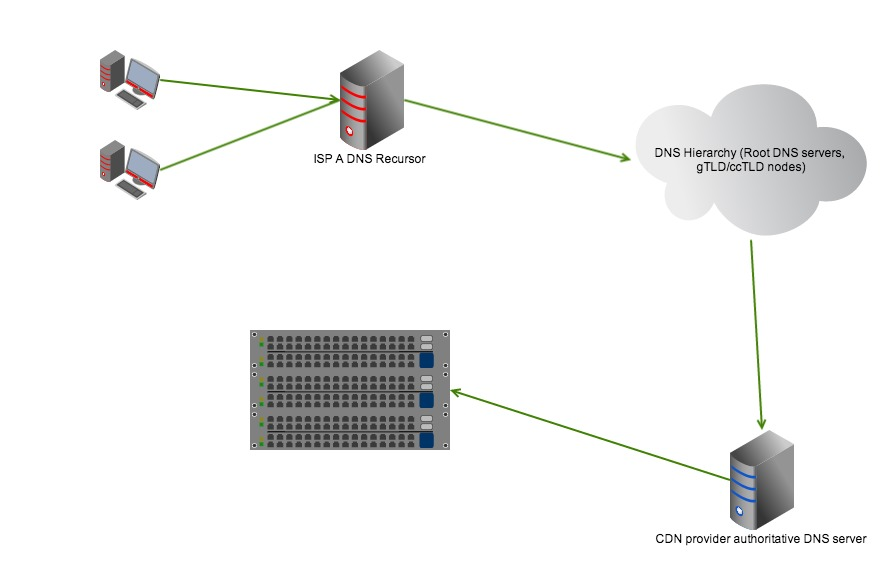 ISP A DNS Recursor
DNS Hierarchy (Root DNS servers,
gTLD/ccTLD nodes)
CDN provider authoritative DNS server